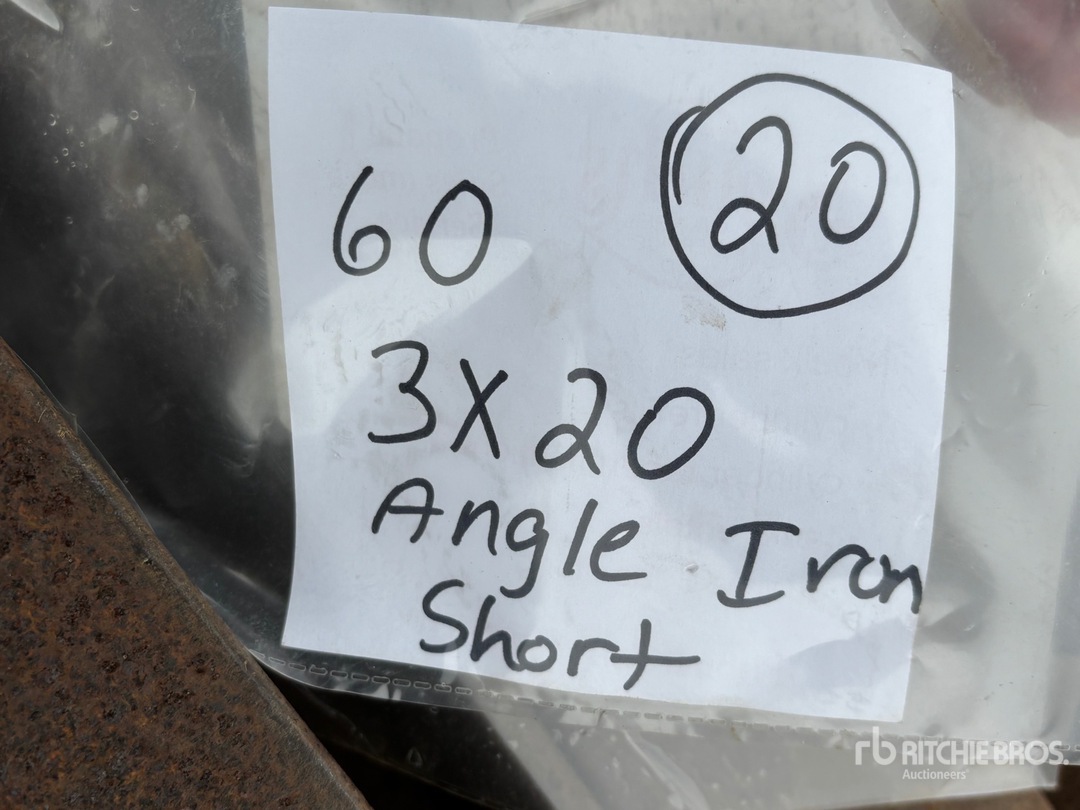 20
60
3X20
Angle Iron
Short
rb RITCHIE BROS.
Auctioneers